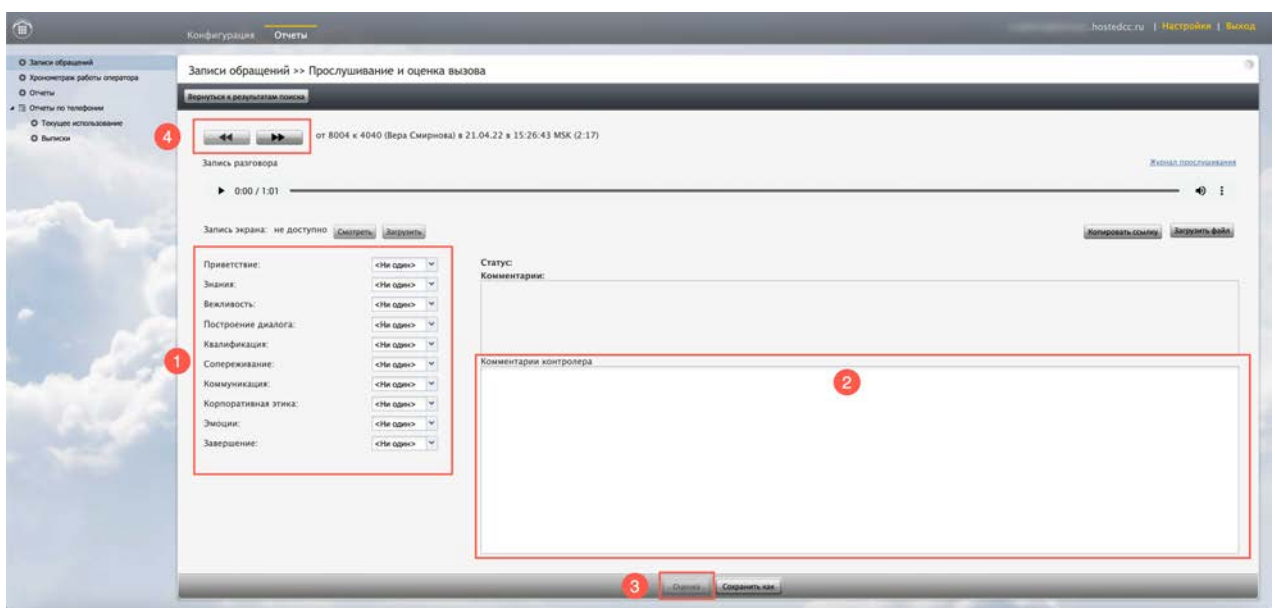 Конфигурация Отчеты
.hostedcc.ru | Настройки | Выход
Записи обращений
Хронометраж работы оператора
Отчеты
Отчеты по телефонии
Текущее использование
Выписки
Записи обращений >> Прослушивание и оценка вызова
Вернуться к результатам поиска
4
от 8004 к 4040 (Вера Смирнова) в 21.04.22 в 15:26:43 MSK (2:17)
Запись разговора
Журнал прослушивания
0:00 / 1:01
Запись экрана: не доступно Смотреть Загрузить
Копировать ссылку Загрузить файл
1
Приветствие: <Ни один>
Знания: <Ни один>
Вежливость: <Ни один>
Построение диалога: <Ни один>
Квалификация: <Ни один>
Сопереживание: <Ни один>
Коммуникация: <Ни один>
Корпоративная этика: <Ни один>
Эмоции: <Ни один>
Завершение: <Ни один>
Статус:
Комментарии:
Комментарии контролера
2
3
Оценка Сохранить как